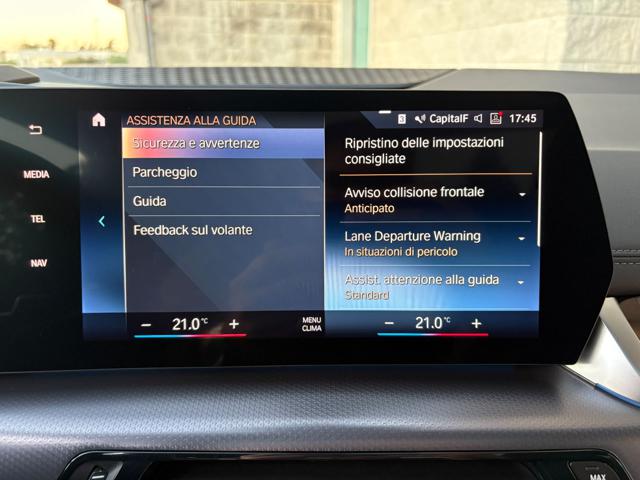 MEDIA
TEL
NAV
ASSISTENZA ALLA GUIDA
3 CapitalF 17:45
Sicurezza e avvertenze
Parcheggio
Guida
Feedback sul volante
Ripristino delle impostazioni
consigliate
Avviso collisione frontale
Anticipato
Lane Departure Warning
In situazioni di pericolo
Assist. attenzione alla guida
Standard
− 21.0°C +
MENU
CLIMA
− 21.0°C +
MAX